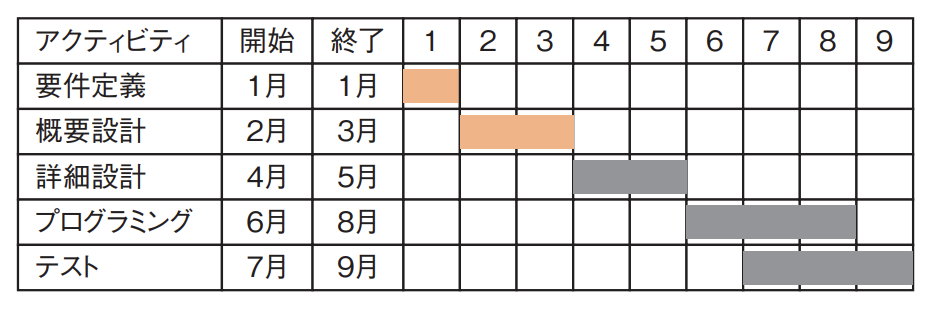 アクティビティ 開始 終了 1 2 3 4 5 6 7 8 9
要件定義 1月 1月
概要設計 2月 3月
詳細設計 4月 5月
プログラミング 6月 8月
テスト 7月 9月